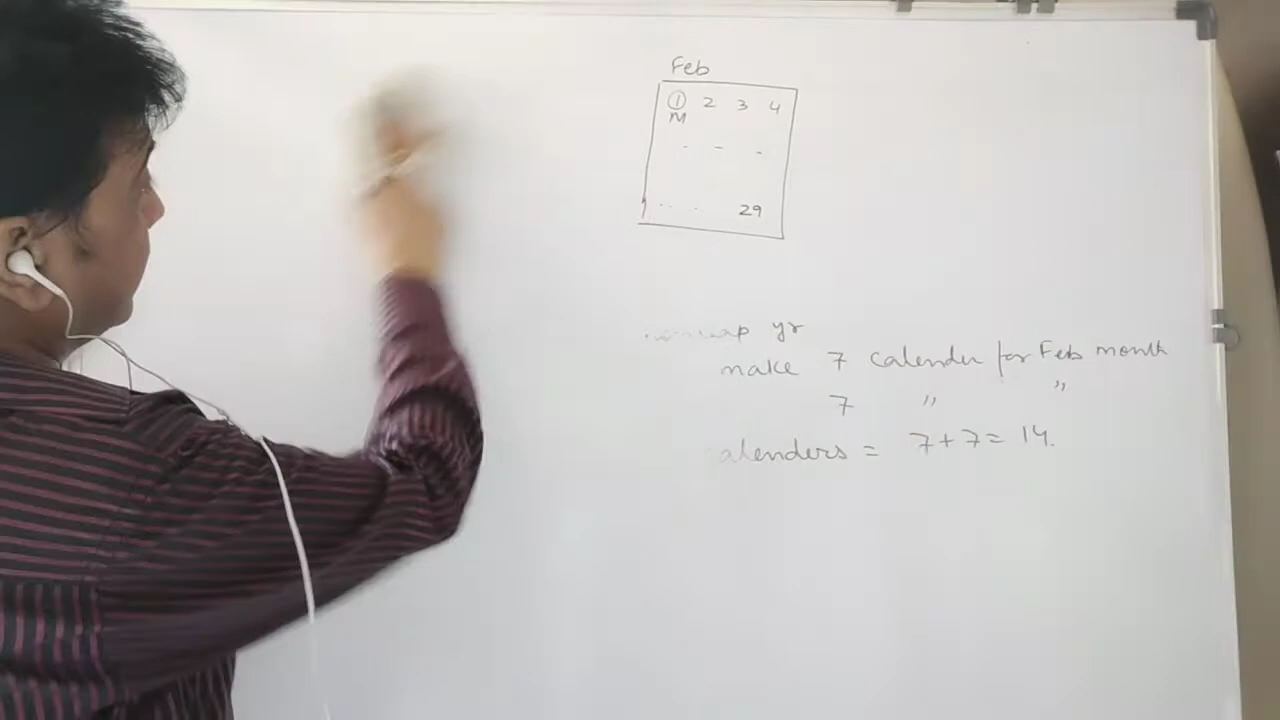 Feb
1 2 3 4
M
29
yr
make 7 calender for Feb month
7 " "
alenders = 7+7= 14.